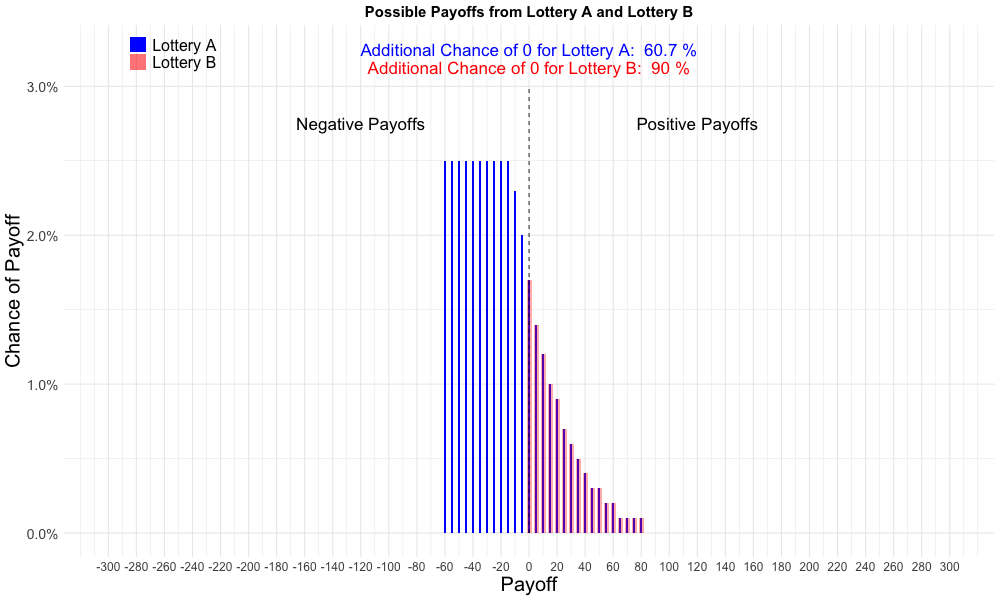 Possible Payoffs from Lottery A and Lottery B
Lottery A
Lottery B
Additional Chance of 0 for Lottery A: 60.7 %
Additional Chance of 0 for Lottery B: 90 %
Negative Payoffs
Positive Payoffs
Chance of Payoff
3.0%
2.0%
1.0%
0.0%
-300 -280 -260 -240 -220 -200 -180 -160 -140 -120 -100 -80 -60 -40 -20 0 20 40 60 80 100 120 140 160 180 200 220 240 260 280 300
Payoff